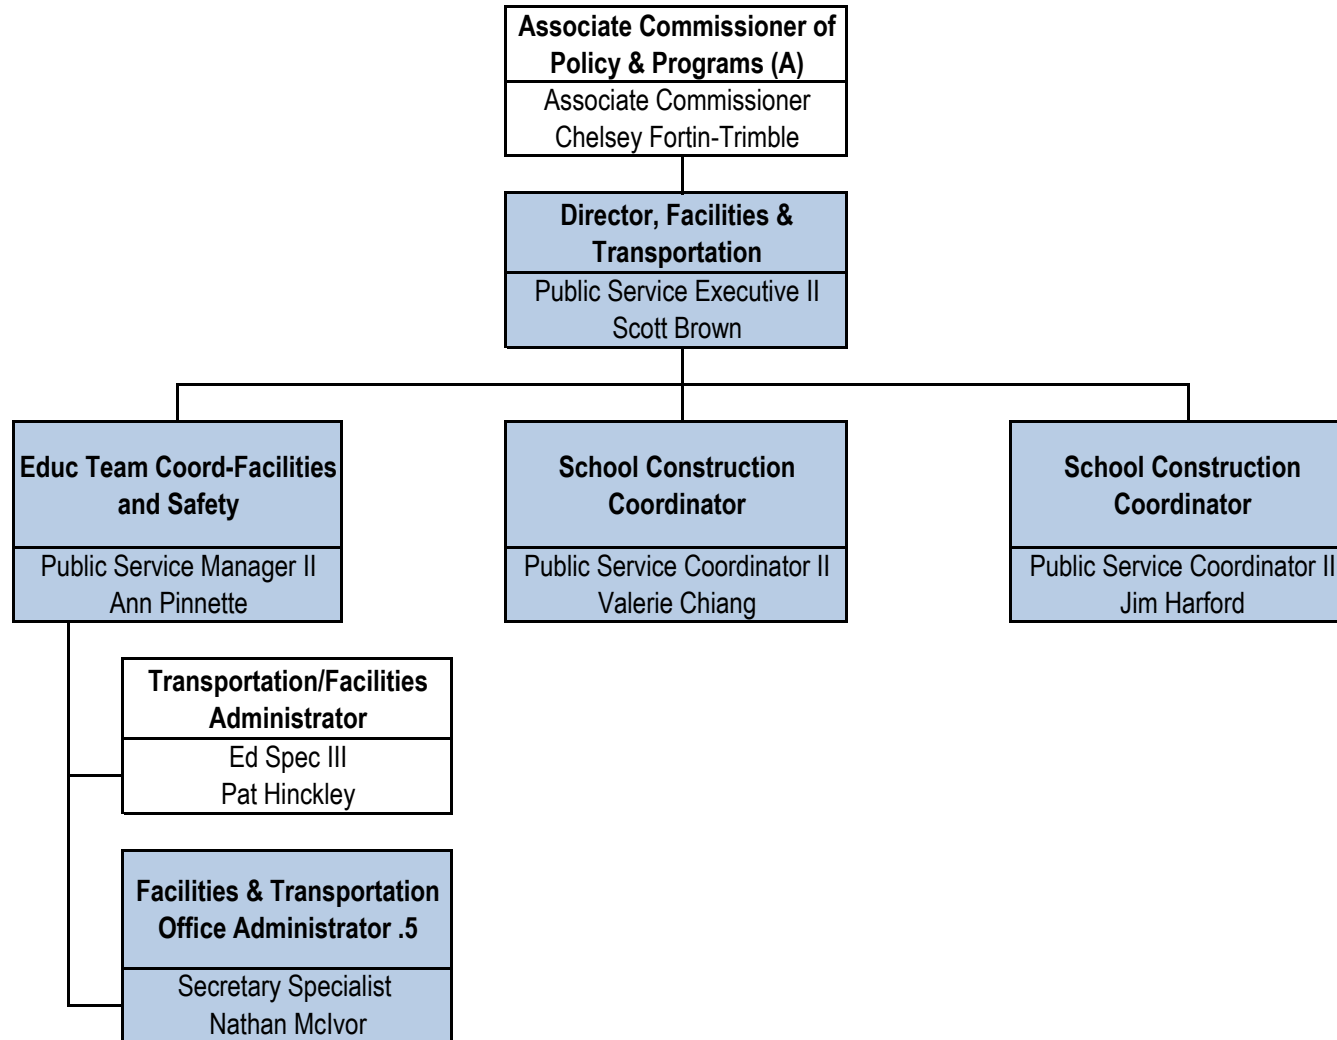 Associate Commissioner of
Policy & Programs (A)
Associate Commissioner
Chelsey Fortin-Trimble
Director, Facilities &
Transportation
Public Service Executive II
Scott Brown
Educ Team Coord-Facilities
and Safety
Public Service Manager II
Ann Pinnette
School Construction
Coordinator
Public Service Coordinator II
Valerie Chiang
School Construction
Coordinator
Public Service Coordinator II
Jim Harford
Transportation/Facilities
Administrator
Ed Spec III
Pat Hinckley
Facilities & Transportation
Office Administrator .5
Secretary Specialist
Nathan McIvor